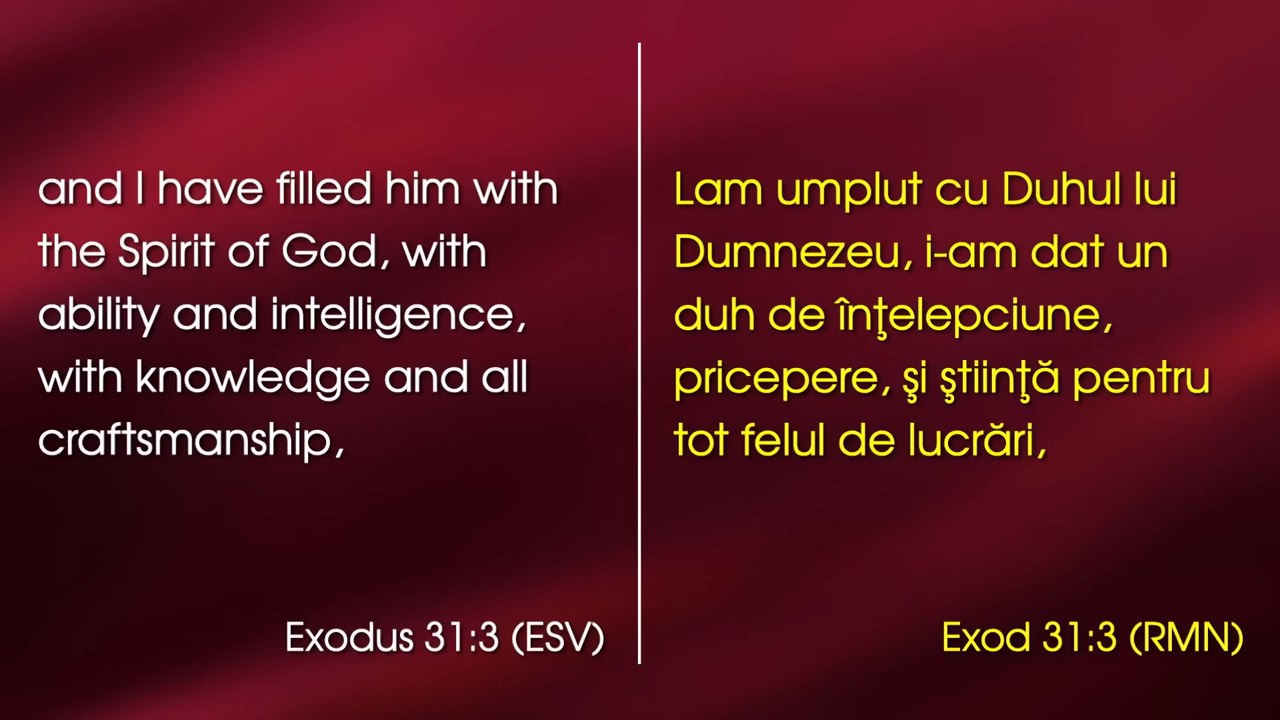 and I have filled him with
the Spirit of God, with
ability and intelligence,
with knowledge and all
craftsmanship,
Exodus 31:3 (ESV)
Lam umplut cu Duhul lui
Dumnezeu, i-am dat un
duh de înţelepciune,
pricepere, şi ştiinţă pentru
tot felul de lucrări,
Exod 31:3 (RMN)